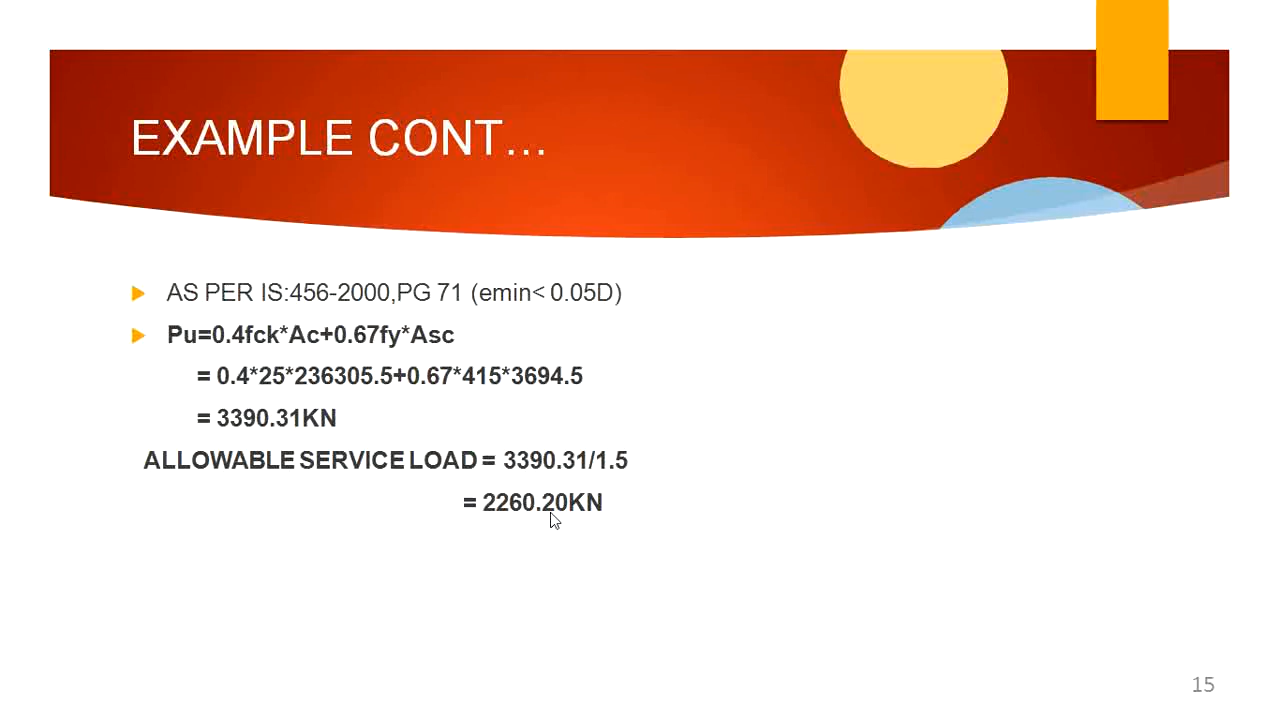 EXAMPLE CONT...
AS PER IS:456-2000,PG 71 (emin< 0.05D)
Pu=0.4fck*Ac+0.67fy*Asc
= 0.4*25*236305.5+0.67*415*3694.5
= 3390.31KN
ALLOWABLE SERVICE LOAD = 3390.31/1.5
= 2260.20KN
15